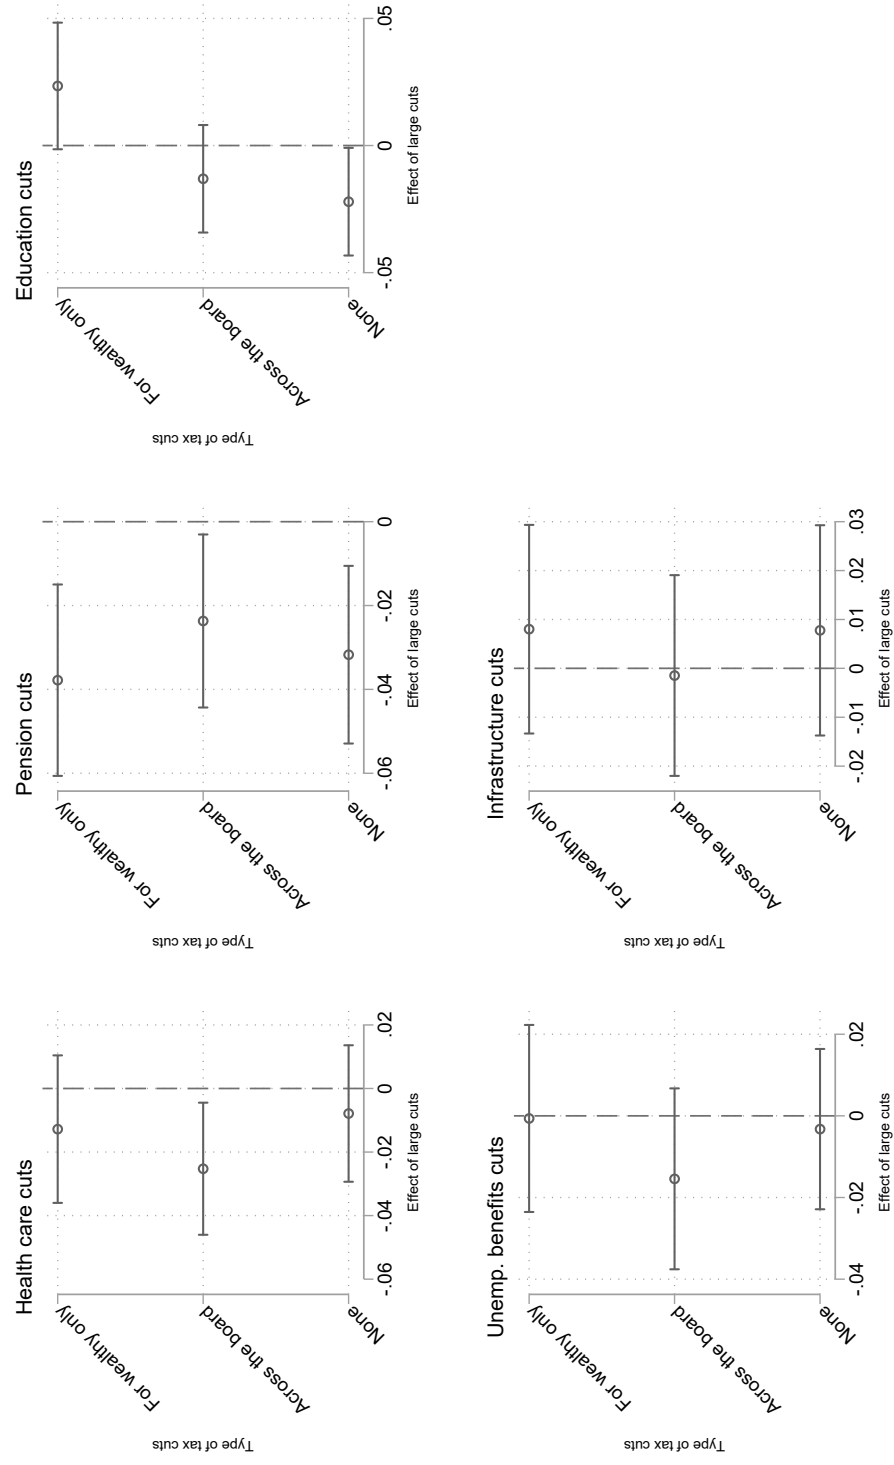 Health care cuts
Type of tax cuts
For wealthy only
Across the board
None
-.06 -.04 -.02 0 .02
Effect of large cuts
Pension cuts
Type of tax cuts
For wealthy only
Across the board
None
-.06 -.04 -.02 0
Effect of large cuts
Education cuts
Type of tax cuts
For wealthy only
Across the board
None
-.05 0 .05
Effect of large cuts
Unemp. benefits cuts
Type of tax cuts
For wealthy only
Across the board
None
-.04 -.02 0 .02
Effect of large cuts
Infrastructure cuts
Type of tax cuts
For wealthy only
Across the board
None
-.02 -.01 0 .01 .02 .03
Effect of large cuts